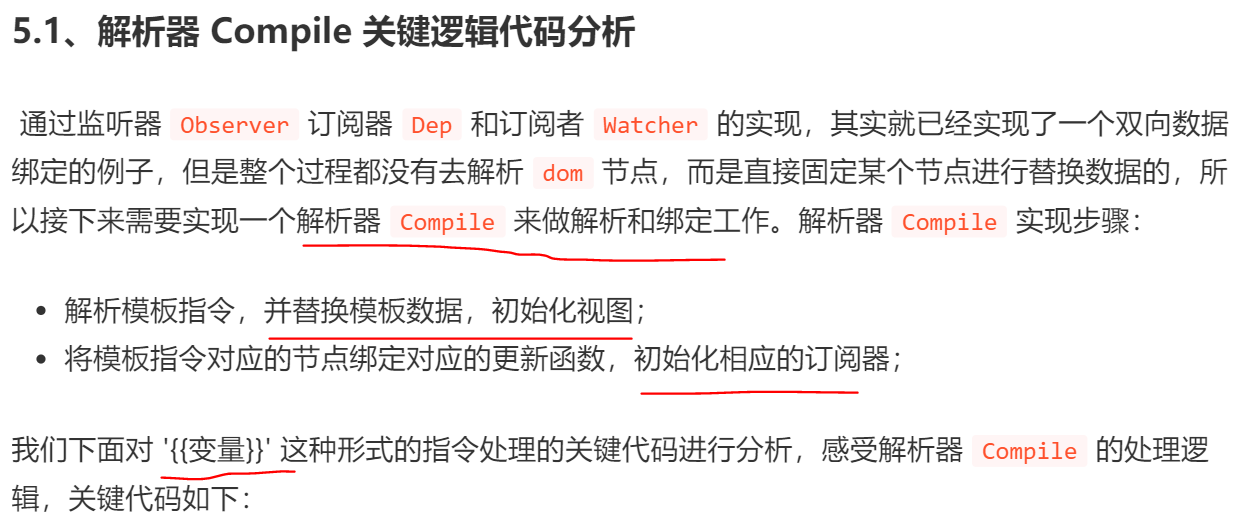 5.1、解析器 Compile 关键逻辑代码分析
通过监听器 Observer 订阅器 Dep 和订阅者 Watcher 的实现，其实就已经实现了一个双向数据
绑定的例子，但是整个过程都没有去解析 dom 节点，而是直接固定某个节点进行替换数据的，所
以接下来需要实现一个解析器 Compile 来做解析和绑定工作。解析器 Compile 实现步骤：
• 解析模板指令，并替换模板数据，初始化视图；
• 将模板指令对应的节点绑定对应的更新函数，初始化相应的订阅器；
我们下面对 '{{变量}}' 这种形式的指令处理的关键代码进行分析，感受解析器 Compile 的处理逻
辑，关键代码如下：